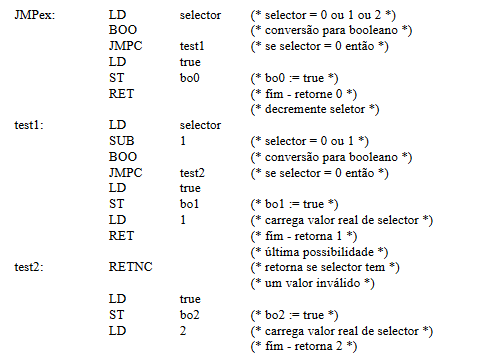 JMPex: LD selector (* selector = 0 ou 1 ou 2 *)
BOO (* conversão para booleano *)
JMPC test1 (* se selector = 0 então *)
LD true
ST bo0 (* bo0 := true *)
RET (* fim - retorne 0 *)
(* decremente seletor *)
test1: LD selector
SUB 1 (* selector = 0 ou 1 *)
BOO (* conversão para booleano *)
JMPC test2 (* se selector = 0 então *)
LD true
ST bo1 (* bo1 := true *)
LD 1 (* carrega valor real de selector *)
RET (* fim - retorna 1 *)
(* última possibilidade *)
test2: RETNC (* retorna se selector tem *)
(* um valor inválido *)
LD true
ST bo2 (* bo2 := true *)
LD 2 (* carrega valor real de selector *)
(* fim - retorna 2 *)